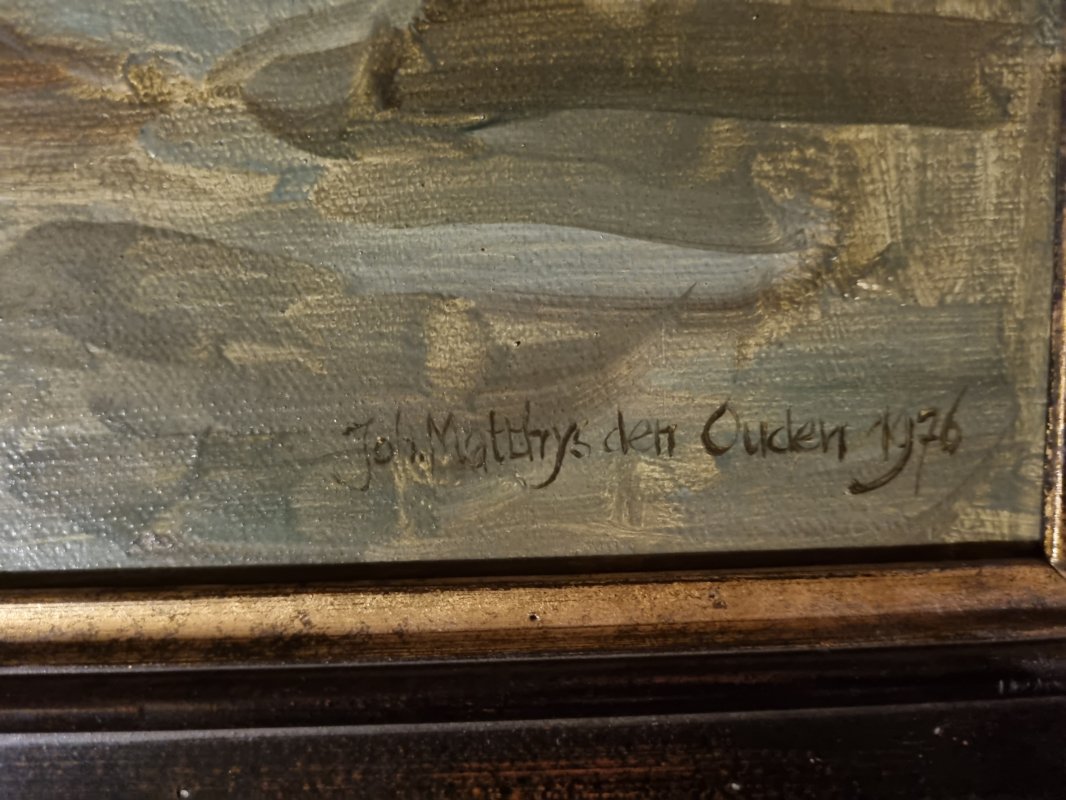 Joh. Matthys den Ouden 1976